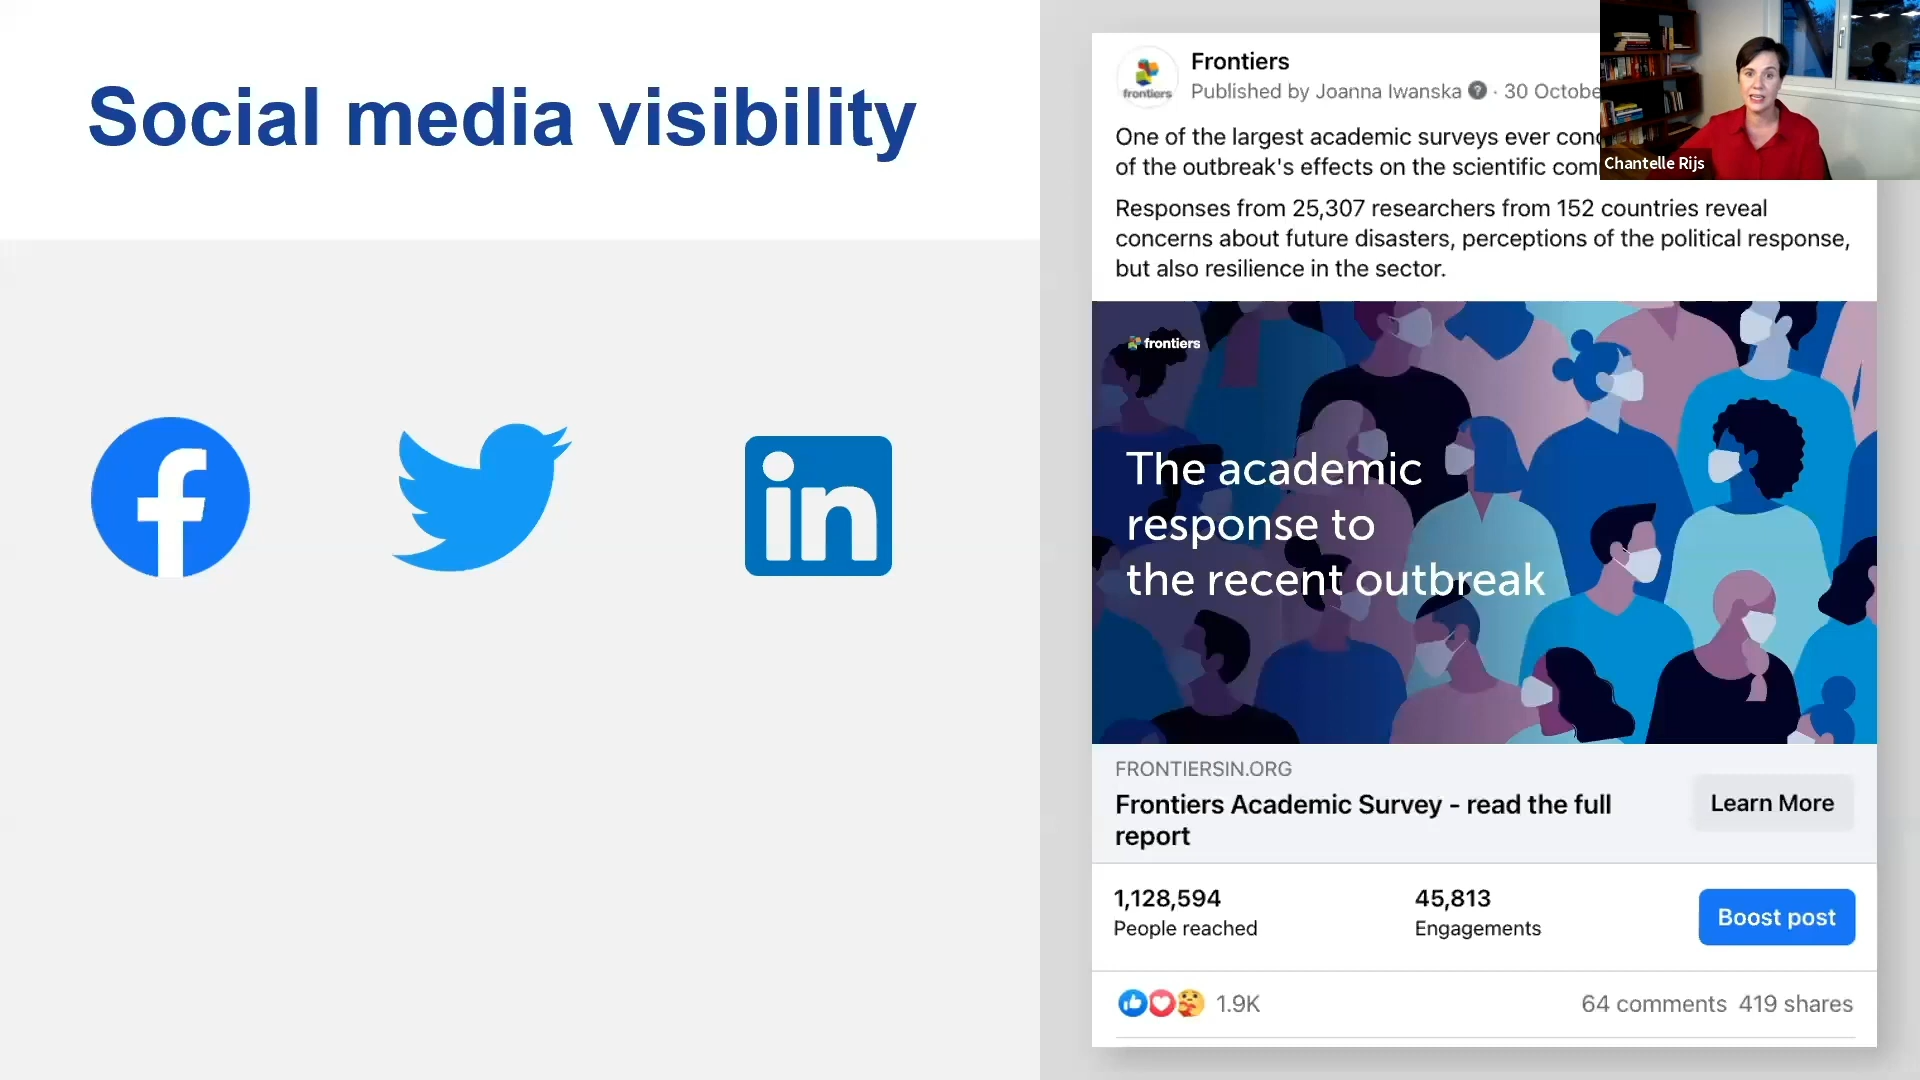 Social media visibility
Frontiers
Published by Joanna Iwanska · 30 Octobe
One of the largest academic surveys ever con
of the outbreak's effects on the scientific com
Responses from 25,307 researchers from 152 countries reveal
concerns about future disasters, perceptions of the political response,
but also resilience in the sector.
Chantelle Rijs
frontiers
frontiers
The academic
response to
the recent outbreak
in
FRONTIERSIN.ORG
Frontiers Academic Survey - read the full
report
Learn More
1,128,594
People reached
45,813
Engagements
Boost post
1.9K
64 comments 419 shares